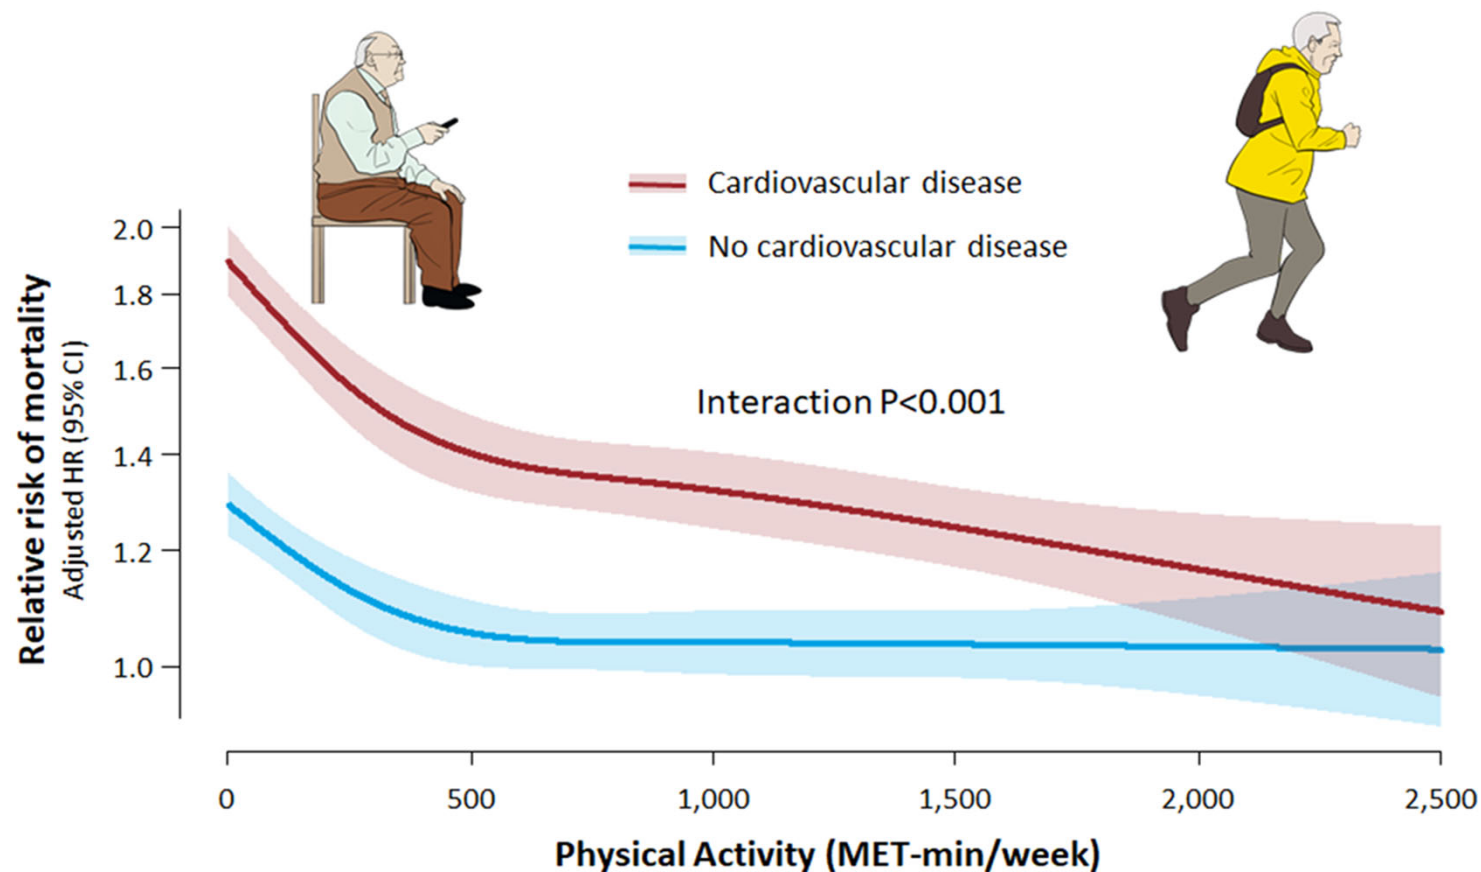 Cardiovascular disease
No cardiovascular disease
Interaction P<0.001
Relative risk of mortality
Adjusted HR (95% CI)
2.0
1.8
1.6
1.4
1.2
1.0
0
500
1,000
1,500
2,000
2,500
Physical Activity (MET-min/week)